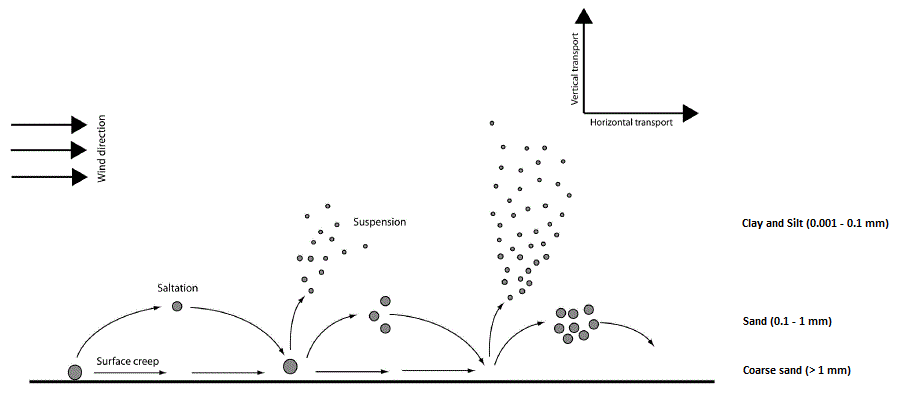 Vertical transport
Horizontal transport
Wind direction
Suspension
Clay and Silt (0.001 - 0.1 mm)
Saltation
Sand (0.1 - 1 mm)
Surface creep
Coarse sand (> 1 mm)